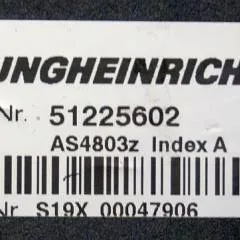 UNGHEINRICH
Nr. 51225602
AS4803z Index A
Nr S19X 00047906